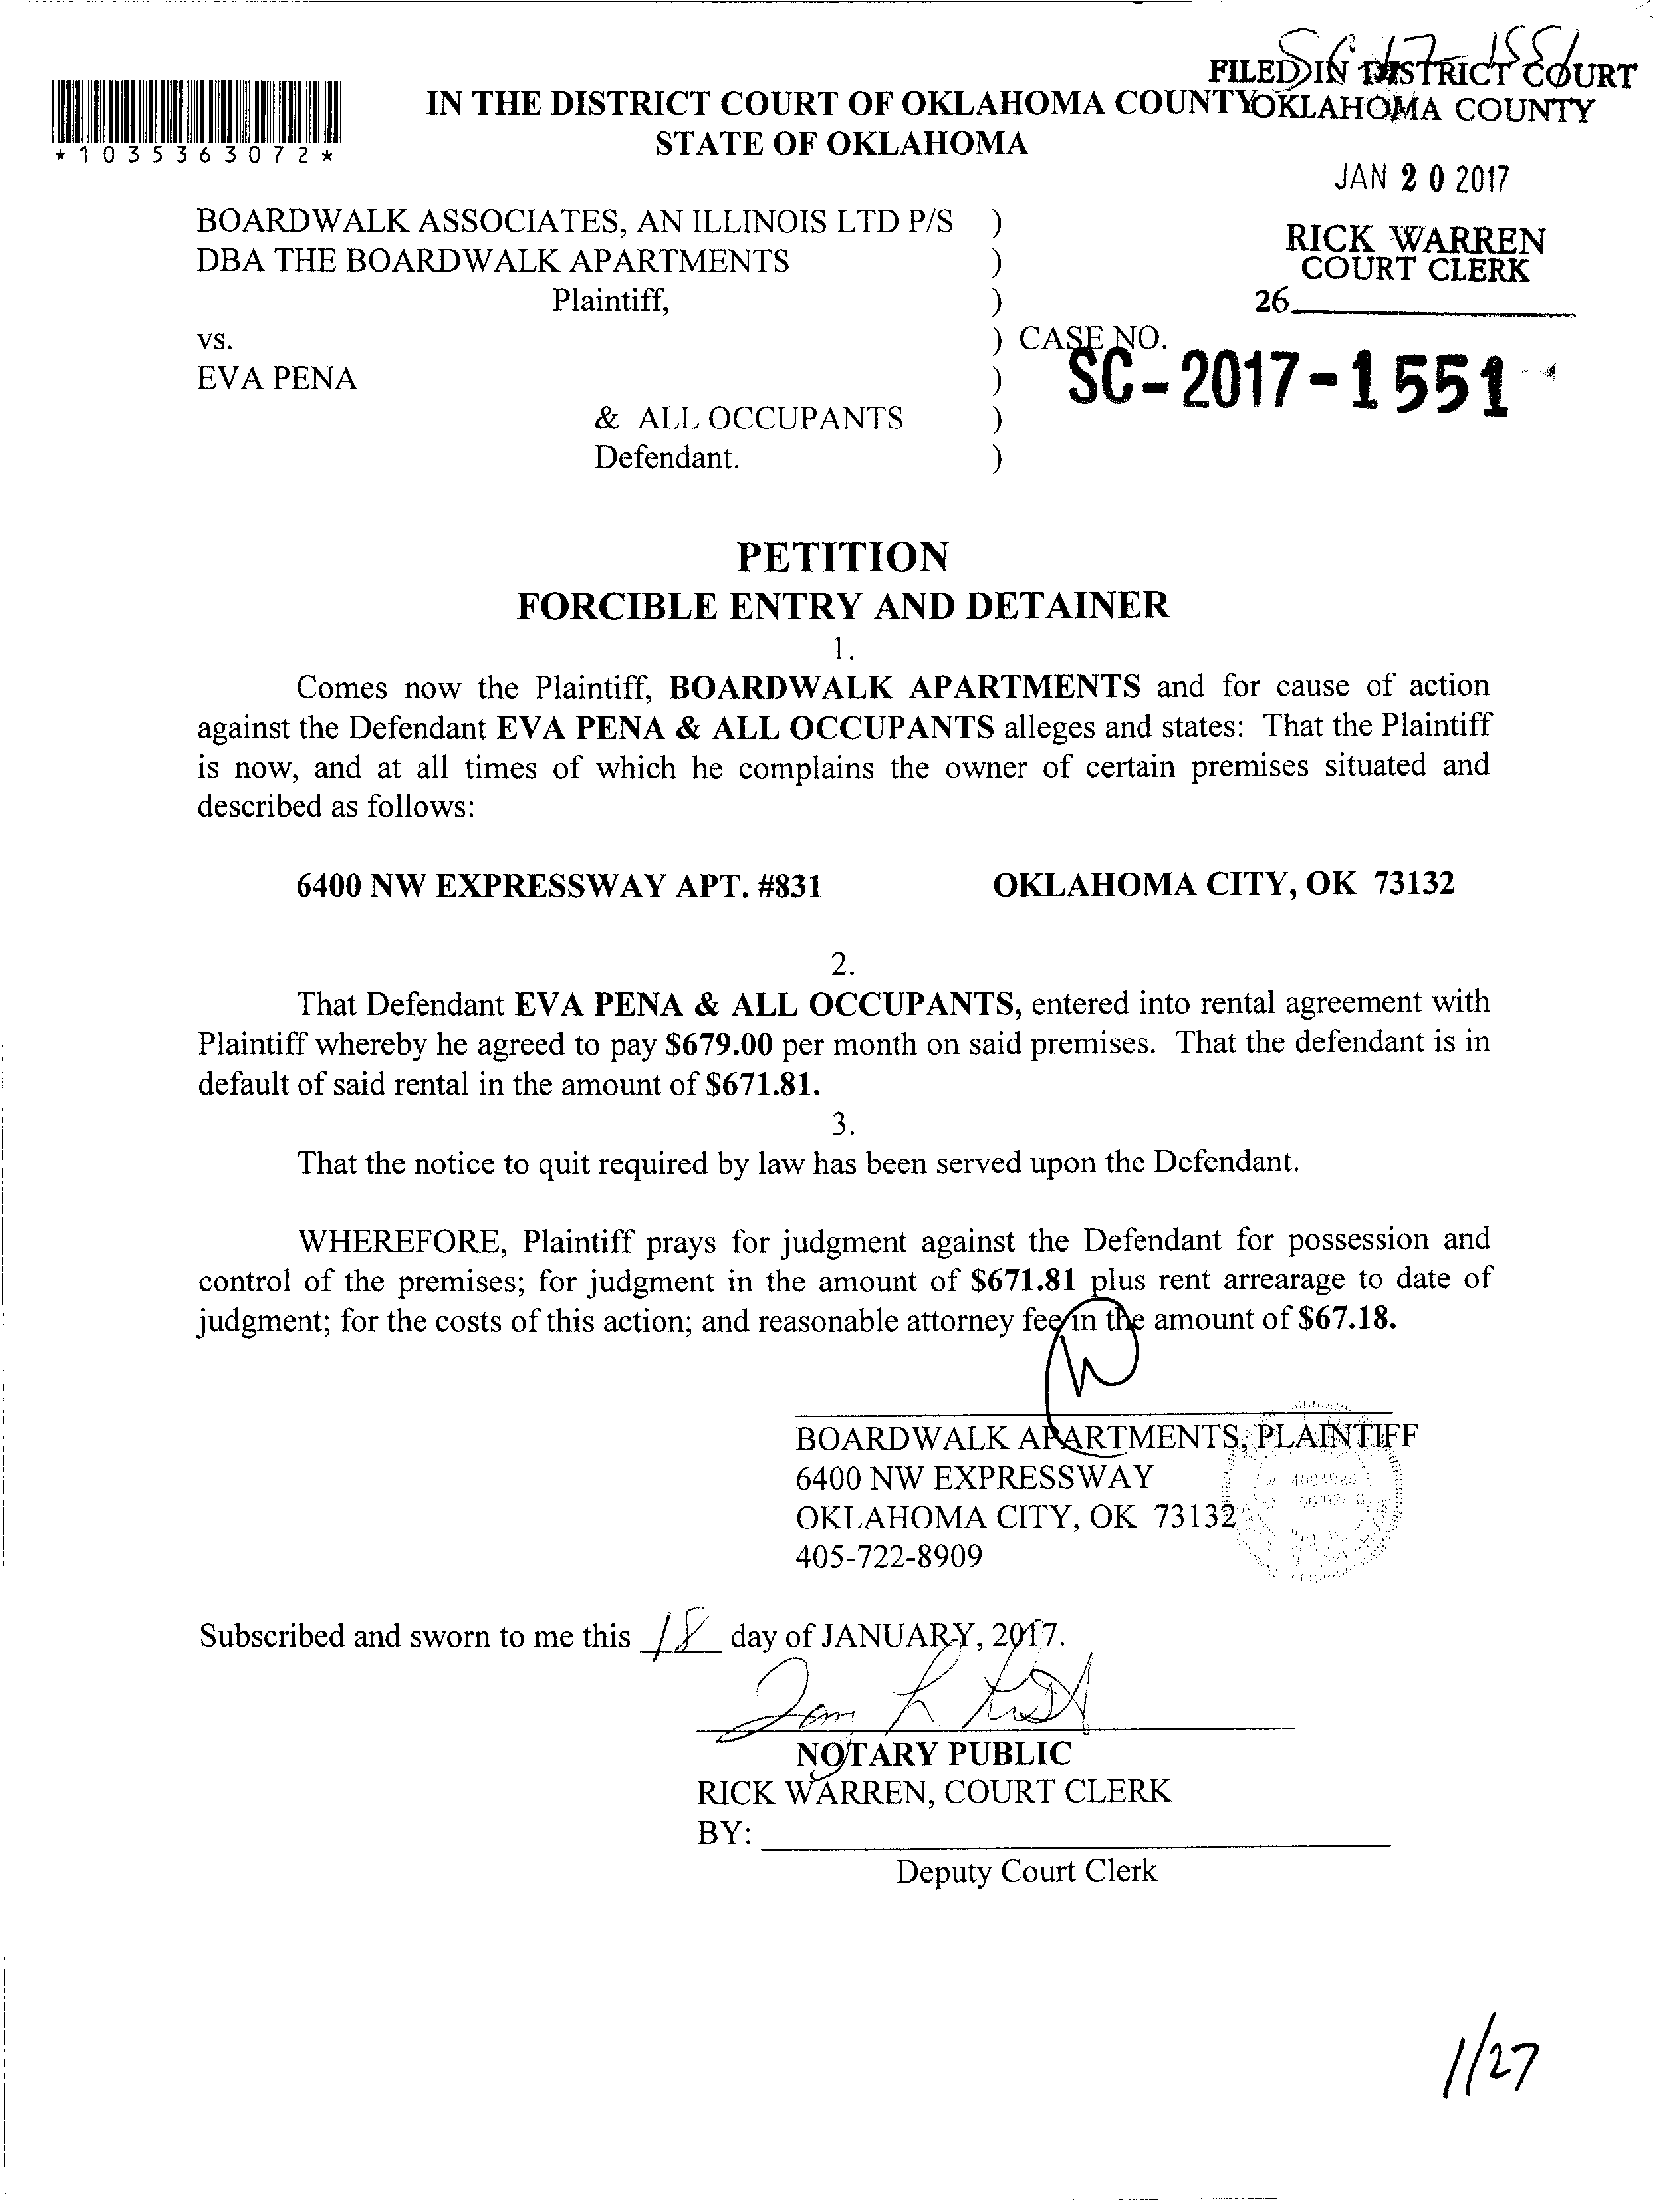 SC 17-1551
FILED IN DISTRICT COURT
OKLAHOMA COUNTY
IN THE DISTRICT COURT OF OKLAHOMA COUNTY
STATE OF OKLAHOMA
*1035363072*
JAN 20 2017
RICK WARREN
COURT CLERK
26
BOARDWALK ASSOCIATES, AN ILLINOIS LTD P/S )
DBA THE BOARDWALK APARTMENTS )
Plaintiff, )
vs. ) CASE NO.
SC-2017-1551
EVA PENA )
& ALL OCCUPANTS )
Defendant. )
PETITION
FORCIBLE ENTRY AND DETAINER
1.
Comes now the Plaintiff, BOARDWALK APARTMENTS and for cause of action
against the Defendant EVA PENA & ALL OCCUPANTS alleges and states: That the Plaintiff
is now, and at all times of which he complains the owner of certain premises situated and
described as follows:
6400 NW EXPRESSWAY APT. #831 OKLAHOMA CITY, OK 73132
2.
That Defendant EVA PENA & ALL OCCUPANTS, entered into rental agreement with
Plaintiff whereby he agreed to pay $679.00 per month on said premises. That the defendant is in
default of said rental in the amount of $671.81.
3.
That the notice to quit required by law has been served upon the Defendant.
WHEREFORE, Plaintiff prays for judgment against the Defendant for possession and
control of the premises; for judgment in the amount of $671.81 plus rent arrearage to date of
judgment; for the costs of this action; and reasonable attorney fee in the amount of $67.18.
BOARDWALK APARTMENTS, PLAINTIFF
6400 NW EXPRESSWAY
OKLAHOMA CITY, OK 73132
405-722-8909
Subscribed and sworn to me this 18 day of JANUARY, 2017.
NOTARY PUBLIC
RICK WARREN, COURT CLERK
BY:
Deputy Court Clerk
1/27